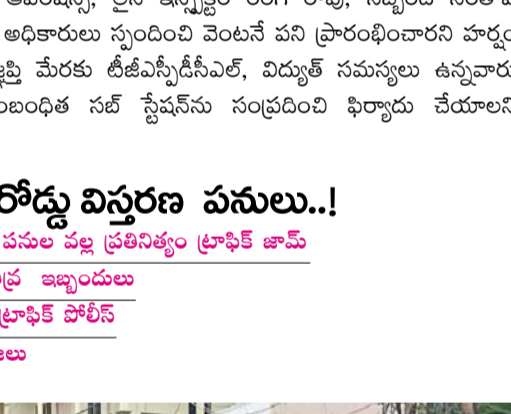 అధికారులు స్పందించి వెంటనే పని ప్రారంభించారని హర్షం
మేరకు టీజీఎస్పీడీసీఎల్, విద్యుత్ సమస్యలు ఉన్నవారు
సబ్ స్టేషన్‌ను సంప్రదించి ఫిర్యాదు చేయాలని
రోడ్డు విస్తరణ పనులు..!
పనుల వల్ల ప్రతినిత్యం ట్రాఫిక్ జామ్
ఇబ్బందులు
ట్రాఫిక్ పోలీస్